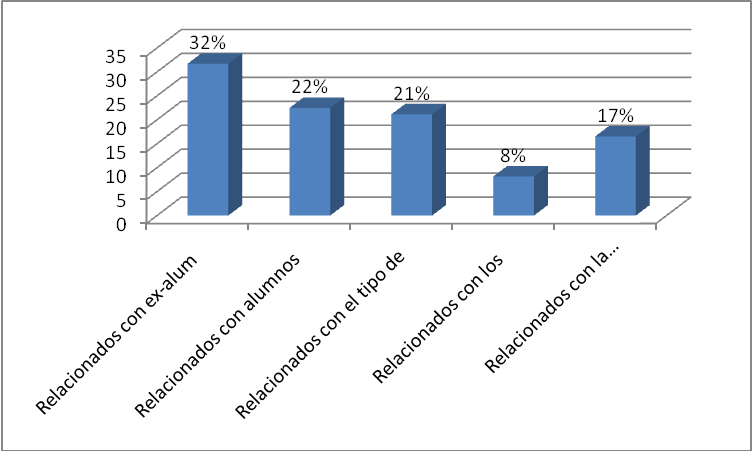 35
30
25
20
15
10
5
0
32%
22%
21%
8%
17%
Relacionados con ex-alum
Relacionados con alumnos
Relacionados con el tipo de
Relacionados con los
Relacionados con la...